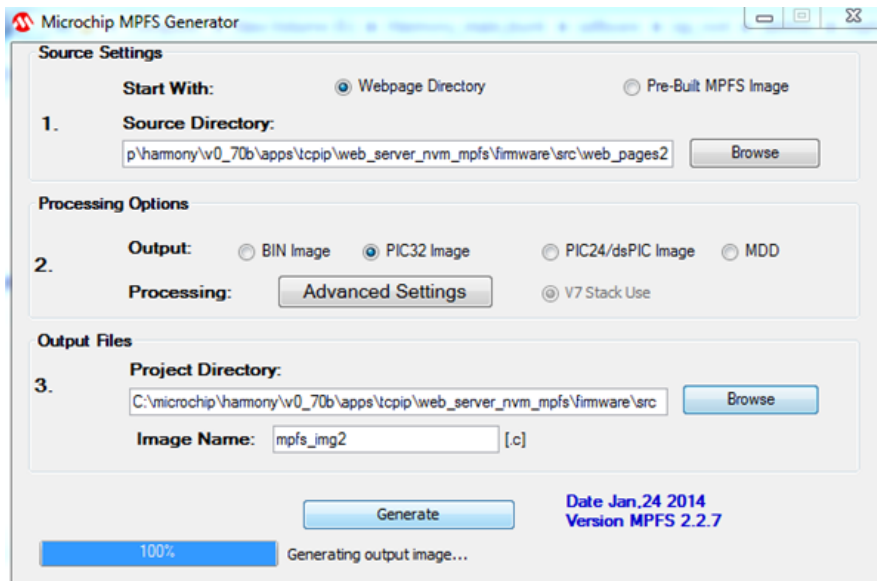 Microchip MPFS Generator
Source Settings
Start With:
Webpage Directory
Pre-Built MPFS Image
1.
Source Directory:
p\harmony\v0_70b\apps\tcpip\web_server_nvm_mpfs\firmware\src\web_pages2
Browse
Processing Options
2.
Output:
BIN Image
PIC32 Image
PIC24/dsPIC Image
MDD
Processing:
Advanced Settings
V7 Stack Use
Output Files
3.
Project Directory:
C:\microchip\harmony\v0_70b\apps\tcpip\web_server_nvm_mpfs\firmware\src
Browse
Image Name:
mpfs_img2
[.c]
Generate
Date Jan,24 2014
Version MPFS 2.2.7
100%
Generating output image...